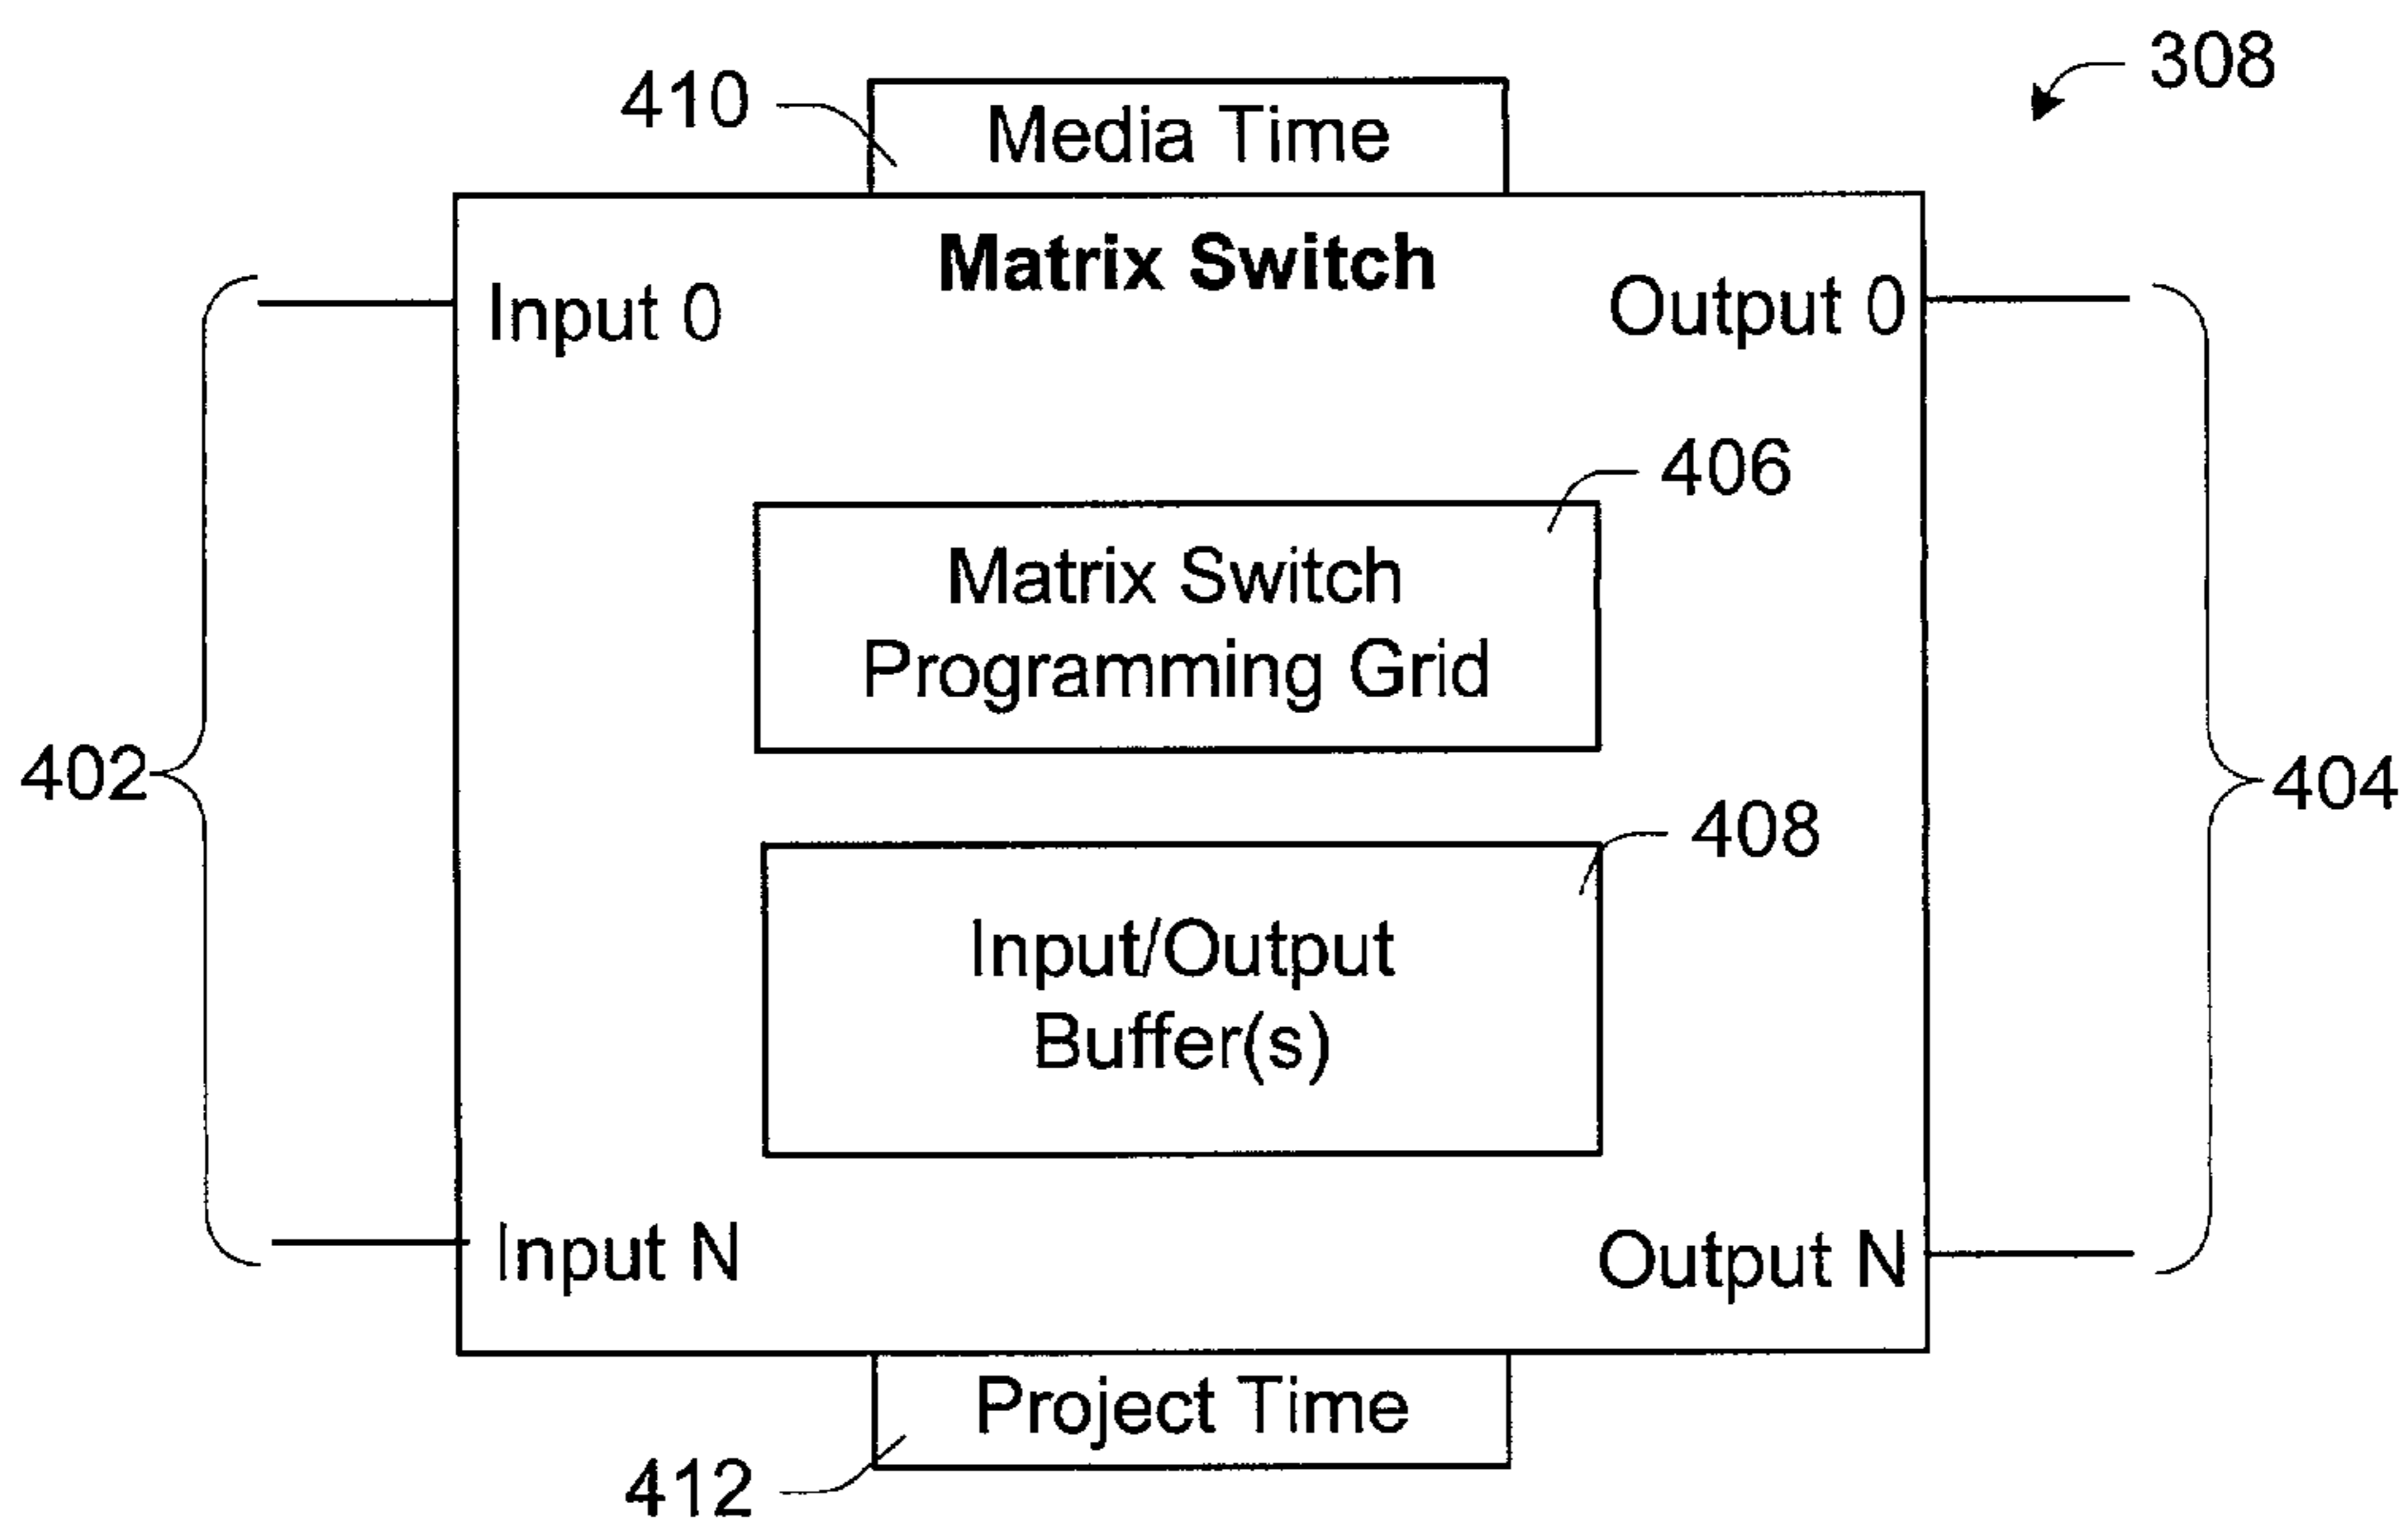 308
410
Media Time
Matrix Switch
Input 0
Output 0
406
Matrix Switch
Programming Grid
402
404
408
Input/Output
Buffer(s)
Input N
Output N
Project Time
412